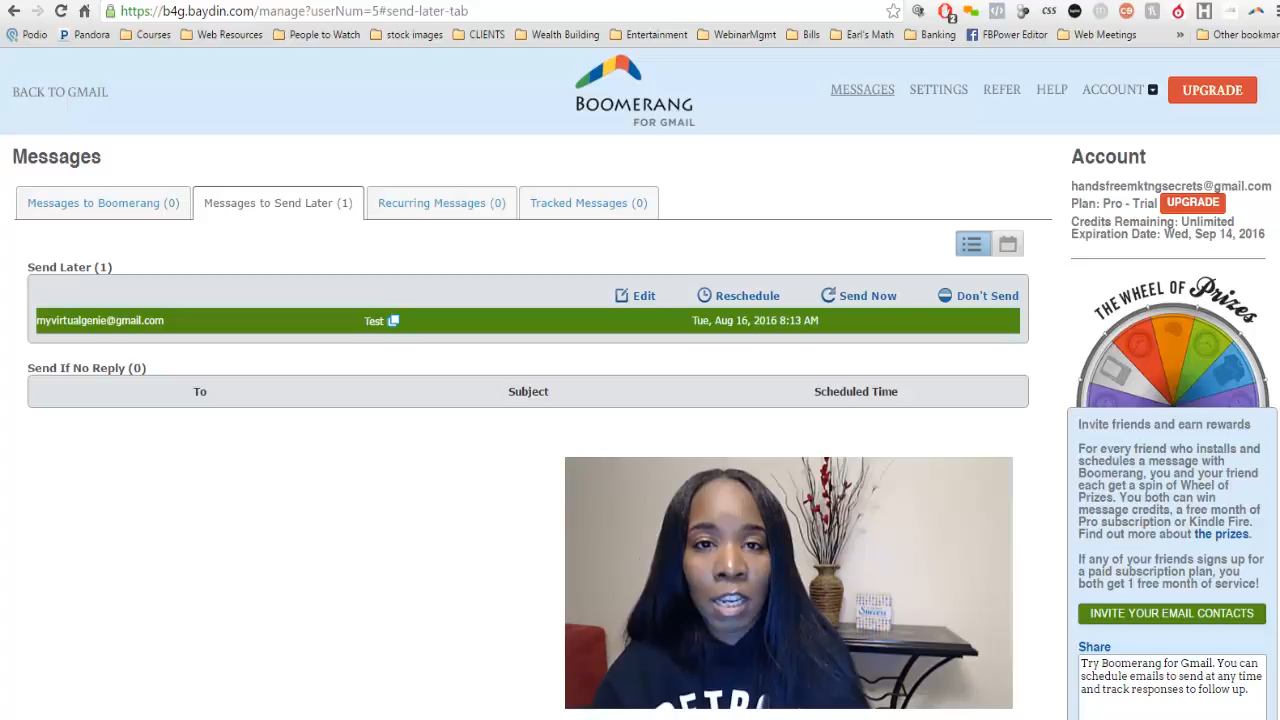 https://b4g.baydin.com/manage?userNum=5#send-later-tab
2
CSS
Podio Pandora Courses Web Resources People to Watch stock images CLIENTS Wealth Building Entertainment WebinarMgmt Bills Earl's Math Banking FBPower Editor Web Meetings » Other bookmar
BACK TO GMAIL
BOOMERANG
FOR GMAIL
MESSAGES SETTINGS REFER HELP ACCOUNT UPGRADE
Messages
Messages to Boomerang (0) Messages to Send Later (1) Recurring Messages (0) Tracked Messages (0)
Send Later (1)
Edit Reschedule Send Now Don't Send
myvirtualgenie@gmail.com Test Tue, Aug 16, 2016 8:13 AM
Send If No Reply (0)
To Subject Scheduled Time
Account
handsfreemktngsecrets@gmail.com
Plan: Pro - Trial UPGRADE
Credits Remaining: Unlimited
Expiration Date: Wed, Sep 14, 2016
THE WHEEL OF Prizes
Invite friends and earn rewards
For every friend who installs and
schedules a message with
Boomerang, you and your friend
each get a spin of Wheel of
Prizes. You both can win
message credits, a free month of
Pro subscription or Kindle Fire.
Find out more about the prizes.
If any of your friends signs up for
a paid subscription plan, you
both get 1 free month of service!
INVITE YOUR EMAIL CONTACTS
Share
Try Boomerang for Gmail. You can
schedule emails to send at any time
and track responses to follow up.
Success